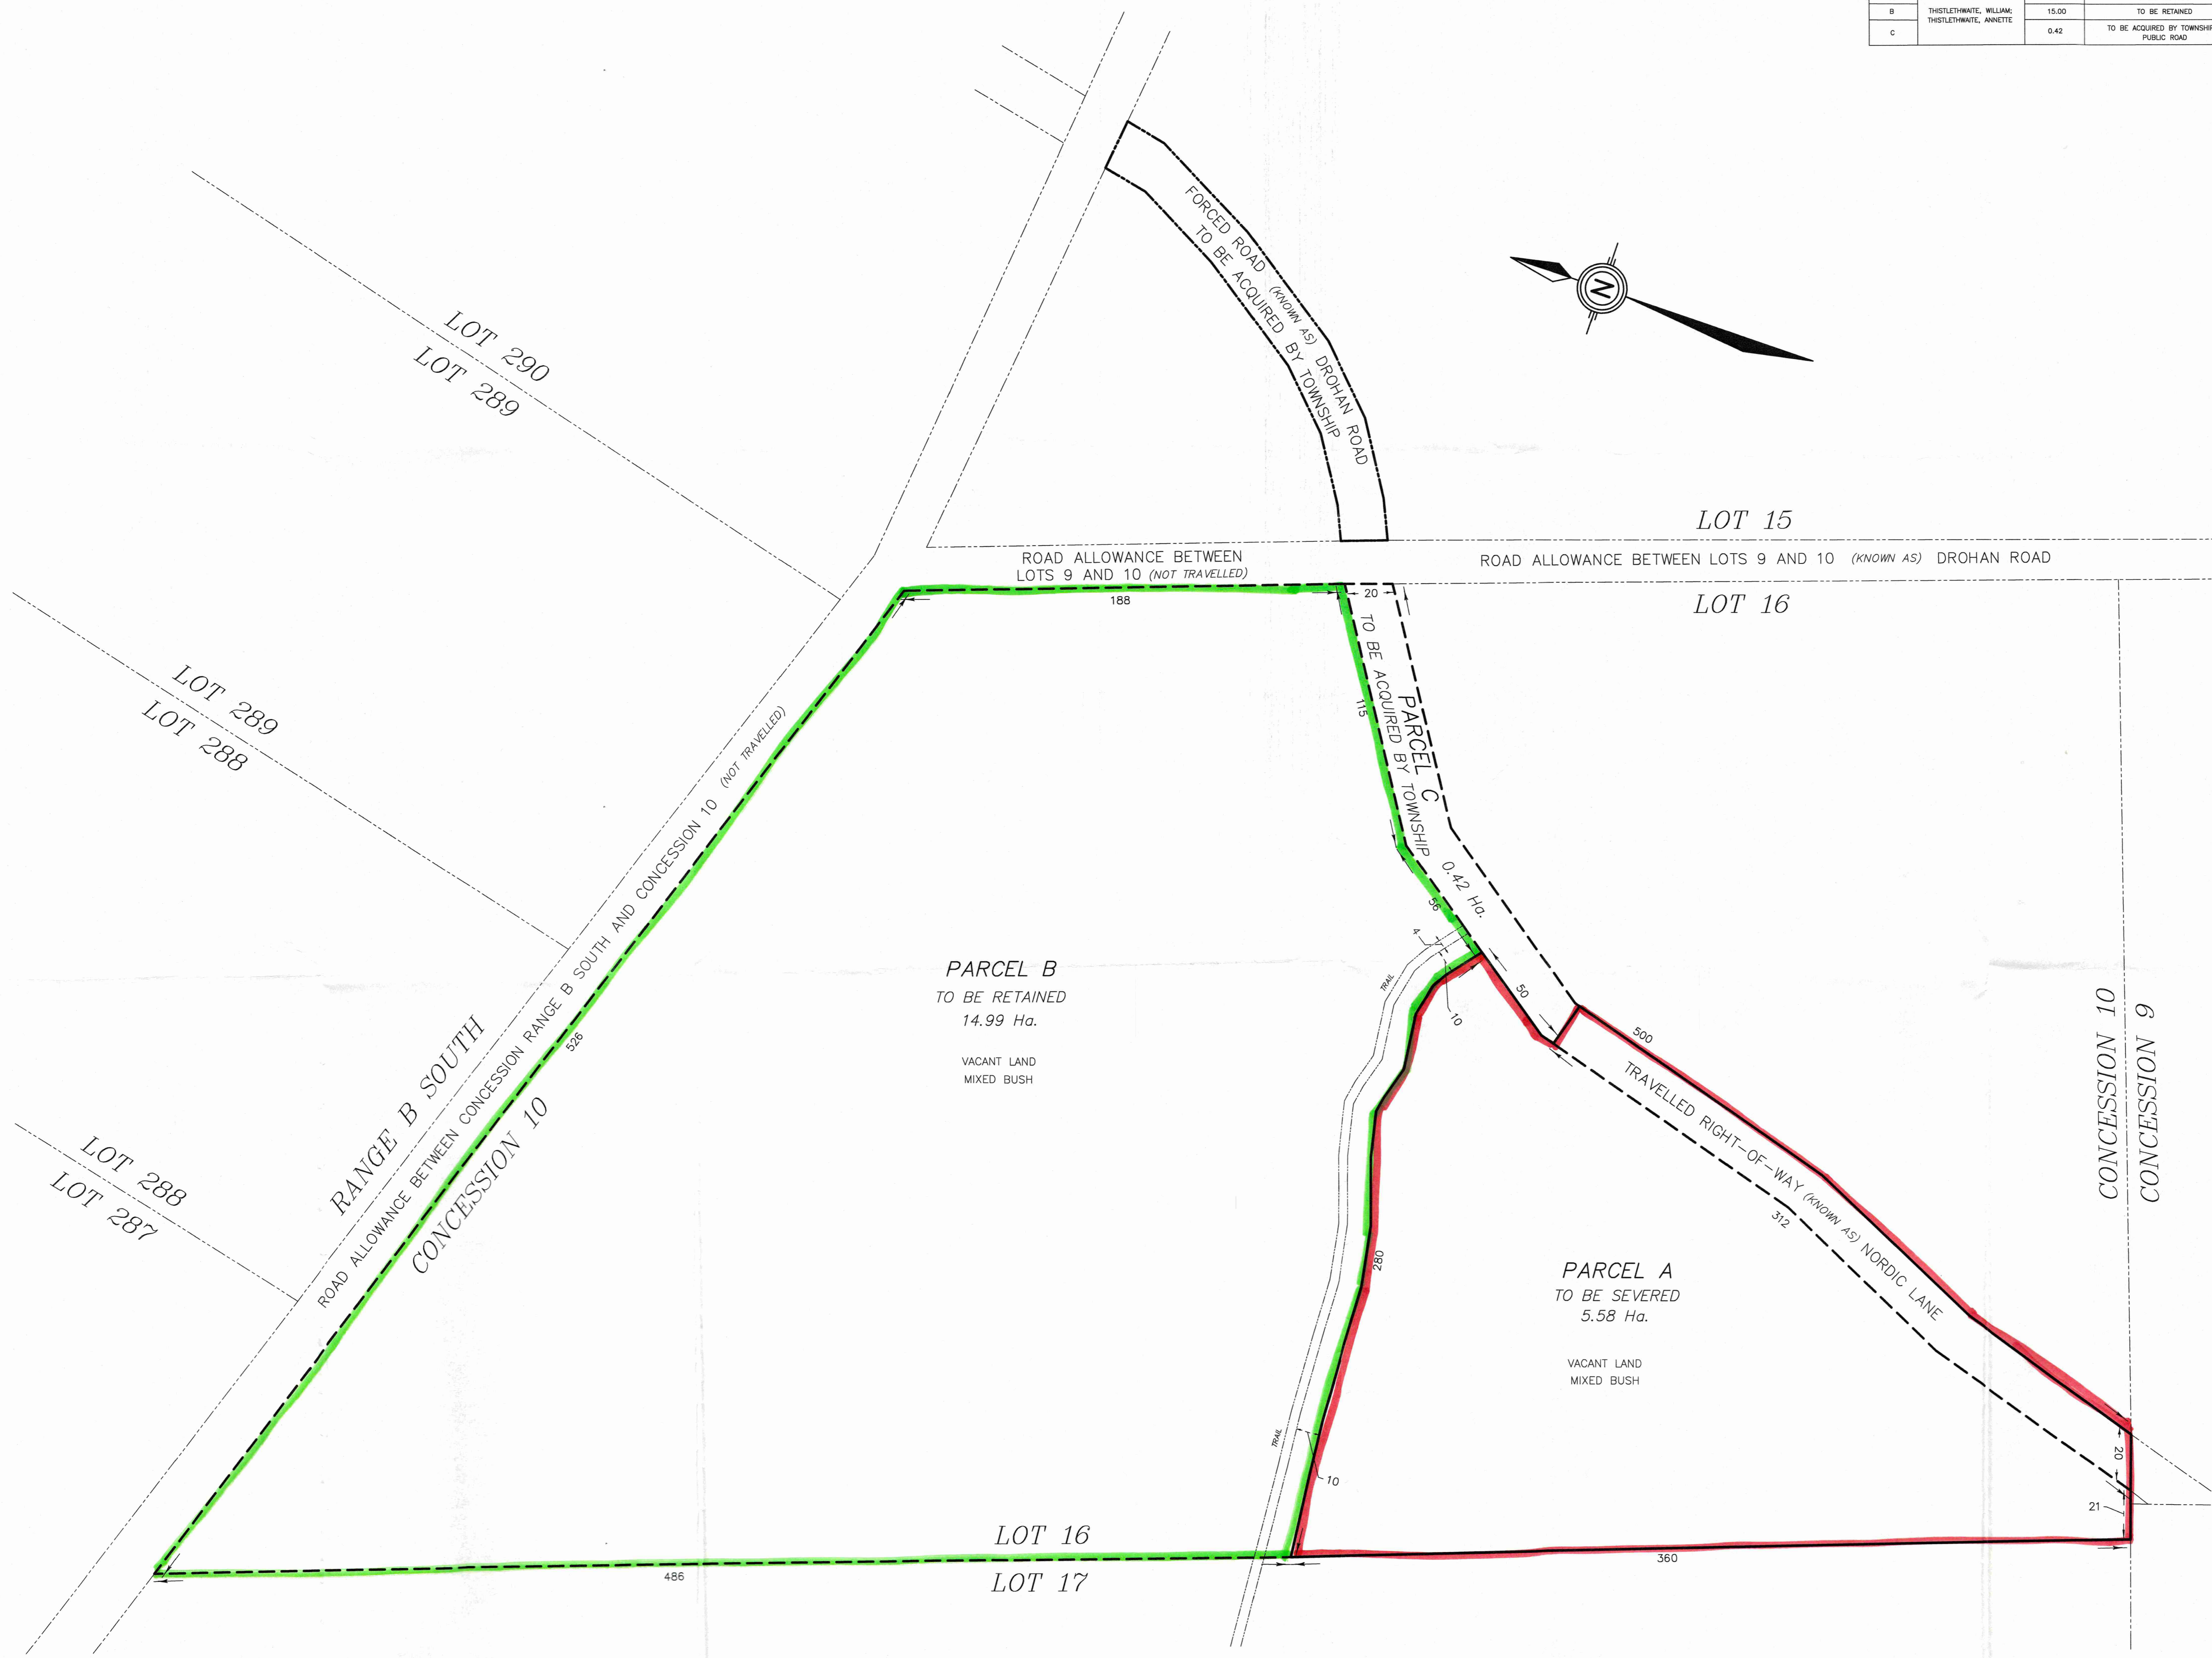 B THISTLETHWAITE, WILLIAM; 15.00 TO BE RETAINED
THISTLETHWAITE, ANNETTE
C 0.42 TO BE ACQUIRED BY TOWNSHIP
PUBLIC ROAD
FORCED ROAD (KNOWN AS) DROHAN ROAD
TO BE ACQUIRED BY TOWNSHIP
N
LOT 290
LOT 289
LOT 15
ROAD ALLOWANCE BETWEEN
LOTS 9 AND 10 (NOT TRAVELLED)
ROAD ALLOWANCE BETWEEN LOTS 9 AND 10 (KNOWN AS) DROHAN ROAD
188
20
LOT 16
LOT 289
LOT 288
TO BE ACQUIRED BY TOWNSHIP
PARCEL C
0.42 Ha.
115
56
4
10
TRAIL
50
500
PARCEL B
TO BE RETAINED
14.99 Ha.
VACANT LAND
MIXED BUSH
RANGE B SOUTH
ROAD ALLOWANCE BETWEEN CONCESSION RANGE B SOUTH AND CONCESSION 10 (NOT TRAVELLED)
526
CONCESSION 10
LOT 288
LOT 287
CONCESSION 10
CONCESSION 9
TRAVELLED RIGHT-OF-WAY (KNOWN AS) NORDIC LANE
312
280
PARCEL A
TO BE SEVERED
5.58 Ha.
VACANT LAND
MIXED BUSH
TRAIL
10
20
21
LOT 16
LOT 17
486
360